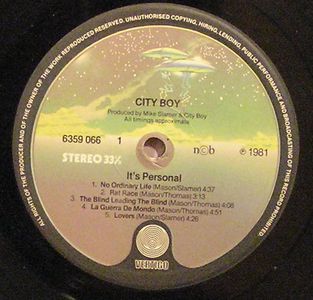 ALL RIGHTS OF THE PRODUCER AND OF THE OWNER OF THE WORK REPRODUCED RESERVED. UNAUTHORISED COPYING, HIRING, LENDING, PUBLIC PERFORMANCE AND BROADCASTING OF THIS RECORD PROHIBITED.
CITY BOY
Produced by Mike Slamer & City Boy
All timings approximate
6359 066 1
n©b
℗ 1981
STEREO 33⅓
It's Personal
1. No Ordinary Life (Mason/Slamer) 4:37
2. Rat Race (Mason/Thomas) 3:13
3. The Blind Leading The Blind (Mason/Thomas) 4:08
4. La Guerra De Mondo (Mason/Thomas) 4:51
5. Lovers (Mason/Slamer) 4:26
VERTIGO